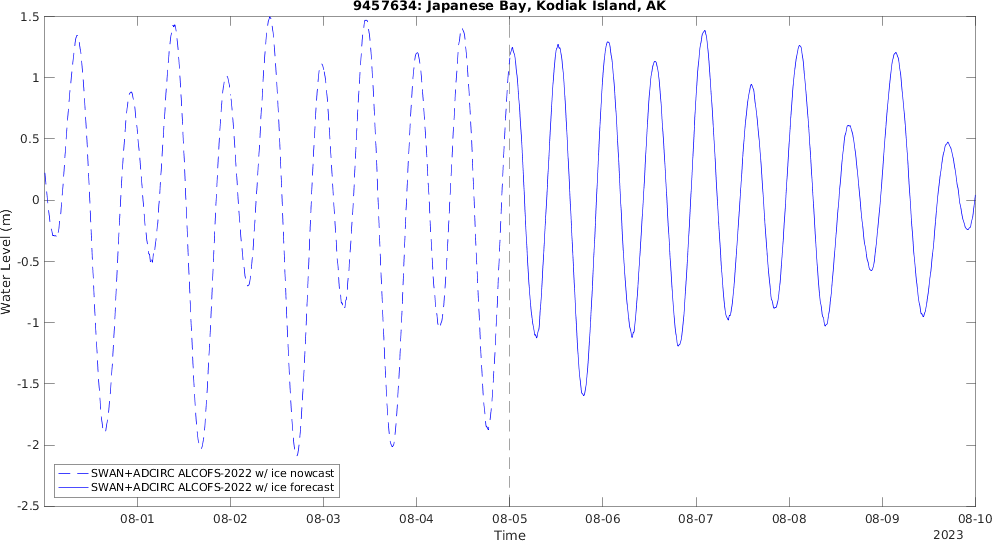 9457634: Japanese Bay, Kodiak Island, AK
1.5
1
0.5
0
-0.5
-1
-1.5
-2
-2.5
Water Level (m)
SWAN+ADCIRC ALCOFS-2022 w/ ice nowcast
SWAN+ADCIRC ALCOFS-2022 w/ ice forecast
08-01 08-02 08-03 08-04 08-05 08-06 08-07 08-08 08-09 08-10
Time
2023